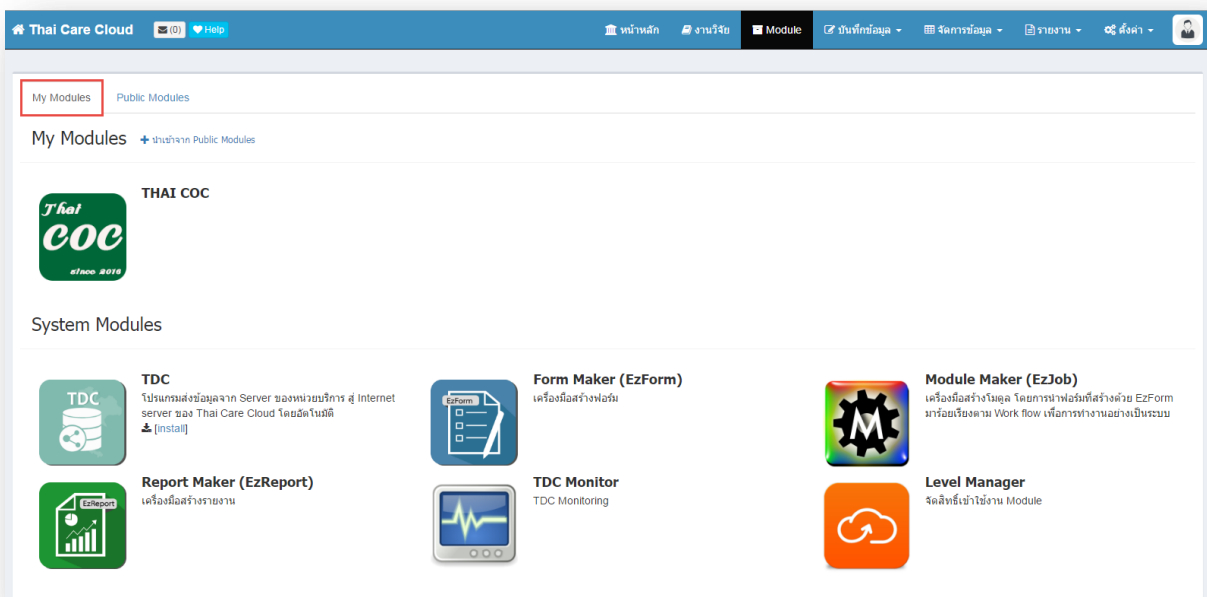 Thai Care Cloud (0) Help หน้าหลัก งานวิจัย Module บันทึกข้อมูล จัดการข้อมูล รายงาน ตั้งค่า
My Modules Public Modules
My Modules นำเข้าจาก Public Modules
THAI COC
Thai
COC
since 2016
System Modules
TDC
TDC
โปรแกรมส่งข้อมูลจาก Server ของหน่วยบริการ สู่ Internet
server ของ Thai Care Cloud โดยอัตโนมัติ
[install]
EzForm
Form Maker (EzForm)
เครื่องมือสร้างฟอร์ม
M
Module Maker (EzJob)
เครื่องมือสร้างโมดูล โดยการนำฟอร์มที่สร้างด้วย EzForm
มาร้อยเรียงตาม Work flow เพื่อการทำงานอย่างเป็นระบบ
EzReport
Report Maker (EzReport)
เครื่องมือสร้างรายงาน
TDC Monitor
TDC Monitoring
Level Manager
จัดสิทธิ์เข้าใช้งาน Module